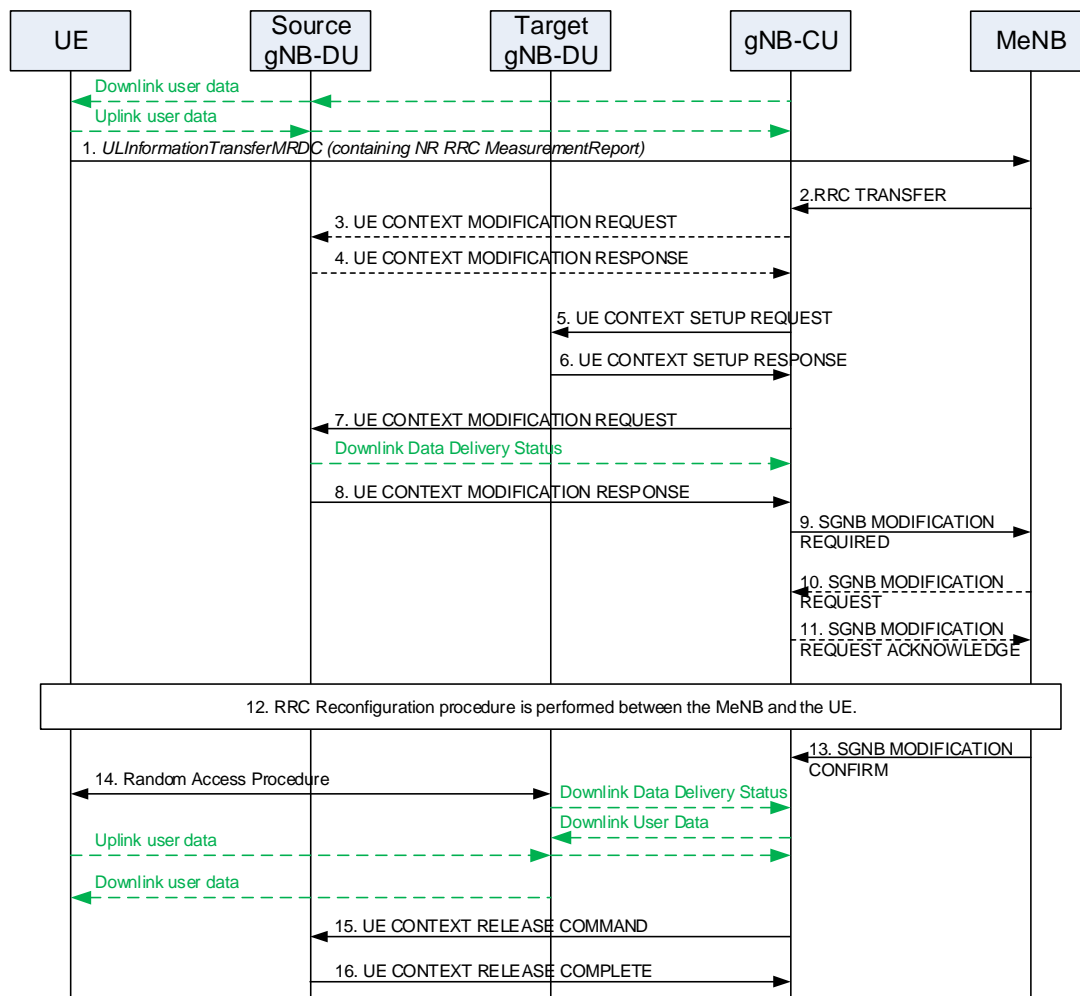 UE
Source
gNB-DU
Target
gNB-DU
gNB-CU
MeNB
Downlink user data
Uplink user data
1. ULInformationTransferMRDC (containing NR RRC MeasurementReport)
2.RRC TRANSFER
3. UE CONTEXT MODIFICATION REQUEST
4. UE CONTEXT MODIFICATION RESPONSE
5. UE CONTEXT SETUP REQUEST
6. UE CONTEXT SETUP RESPONSE
7. UE CONTEXT MODIFICATION REQUEST
Downlink Data Delivery Status
8. UE CONTEXT MODIFICATION RESPONSE
9. SGNB MODIFICATION
REQUIRED
10. SGNB MODIFICATION
REQUEST
11. SGNB MODIFICATION
REQUEST ACKNOWLEDGE
12. RRC Reconfiguration procedure is performed between the MeNB and the UE.
13. SGNB MODIFICATION
CONFIRM
14. Random Access Procedure
Downlink Data Delivery Status
Downlink User Data
Uplink user data
Downlink user data
15. UE CONTEXT RELEASE COMMAND
16. UE CONTEXT RELEASE COMPLETE